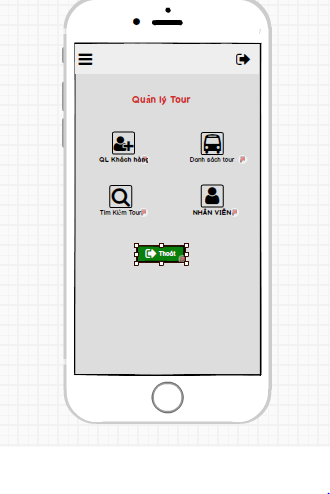 Quản lý Tour
QL Khách hàng
Danh sách tour
Tìm Kiếm Tour
NHÂN VIÊN
Thoát